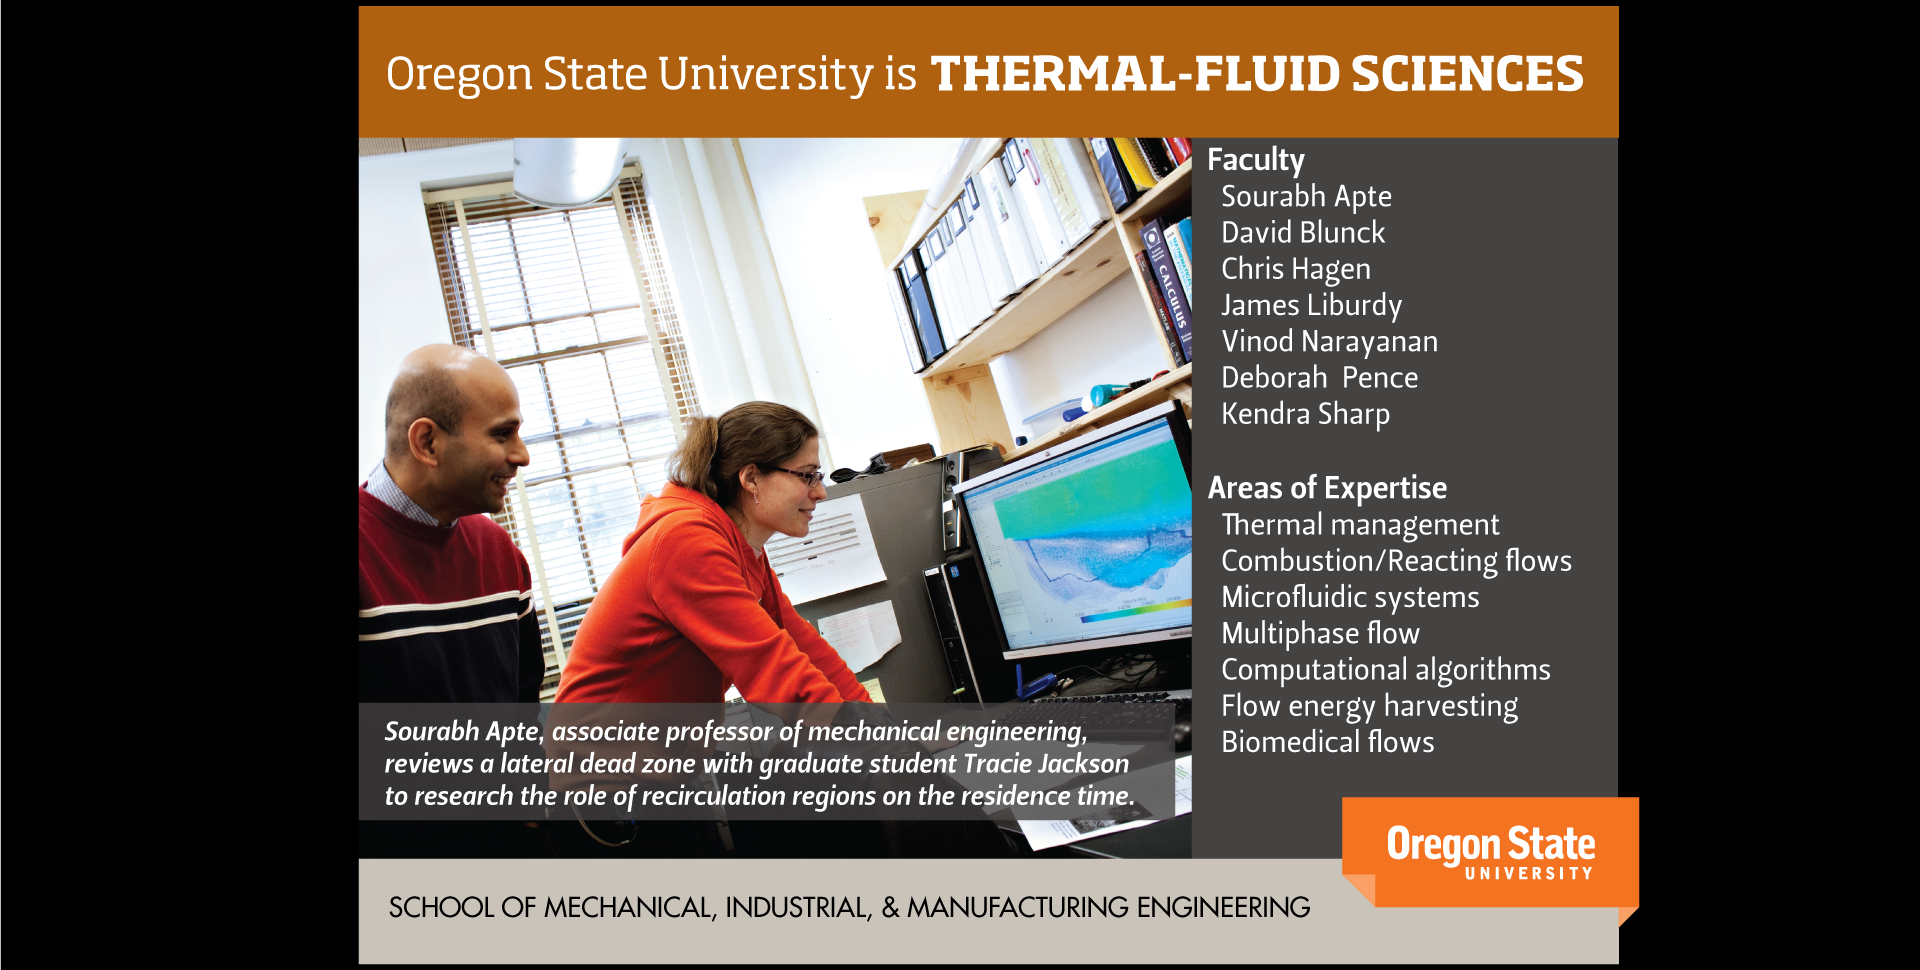 Oregon State University is THERMAL-FLUID SCIENCES
Faculty
Sourabh Apte
David Blunck
Chris Hagen
James Liburdy
Vinod Narayanan
Deborah Pence
Kendra Sharp
Areas of Expertise
Thermal management
Combustion/Reacting flows
Microfluidic systems
Multiphase flow
Computational algorithms
Flow energy harvesting
Biomedical flows
CALCULUS
MATLAB
Sourabh Apte, associate professor of mechanical engineering,
reviews a lateral dead zone with graduate student Tracie Jackson
to research the role of recirculation regions on the residence time.
Oregon State
UNIVERSITY
SCHOOL OF MECHANICAL, INDUSTRIAL, & MANUFACTURING ENGINEERING